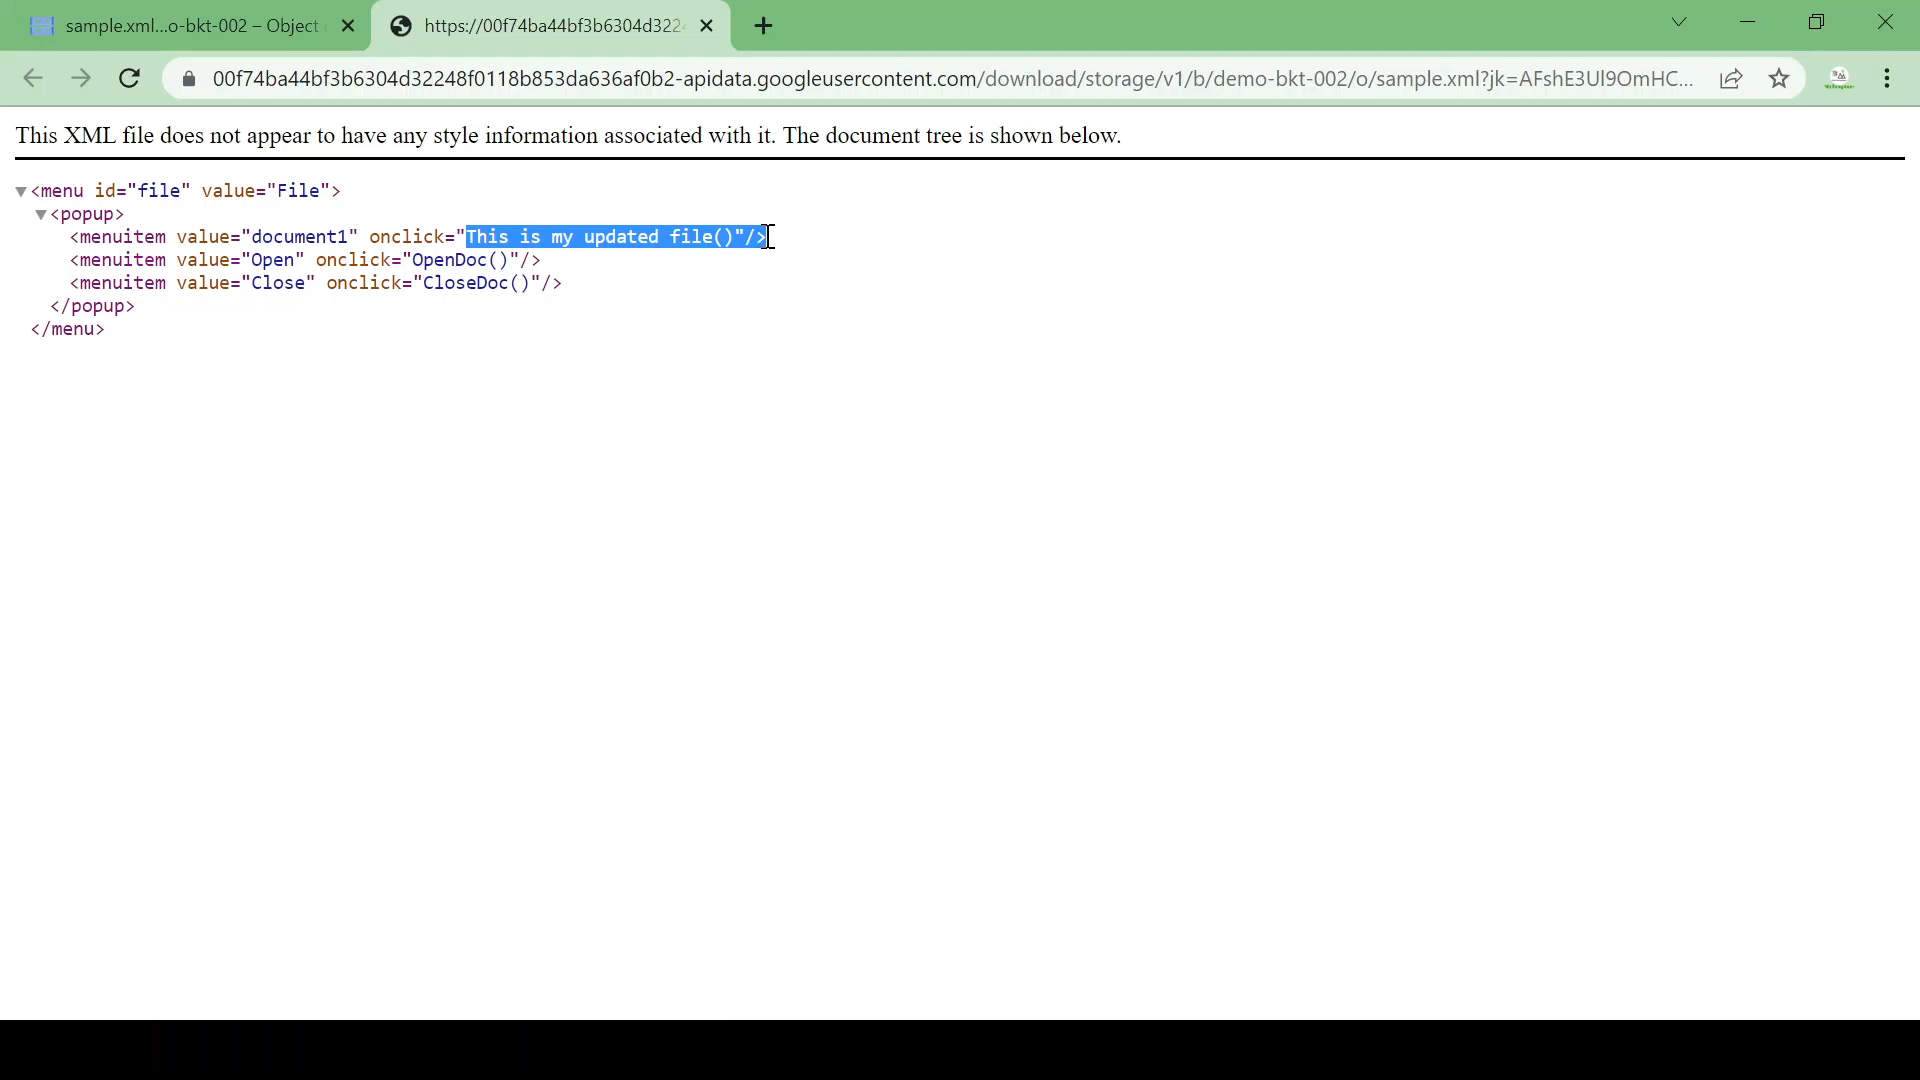 sample.xml...o-bkt-002 – Object
https://00f74ba44bf3b6304d322
00f74ba44bf3b6304d32248f0118b853da636af0b2-apidata.googleusercontent.com/download/storage/v1/b/demo-bkt-002/o/sample.xml?jk=AFshE3Ul9OmHC...
This XML file does not appear to have any style information associated with it. The document tree is shown below.
<menu id="file" value="File">
<popup>
<menuitem value="document1" onclick="This is my updated file()"/>
<menuitem value="Open" onclick="OpenDoc()"/>
<menuitem value="Close" onclick="CloseDoc()"/>
</popup>
</menu>